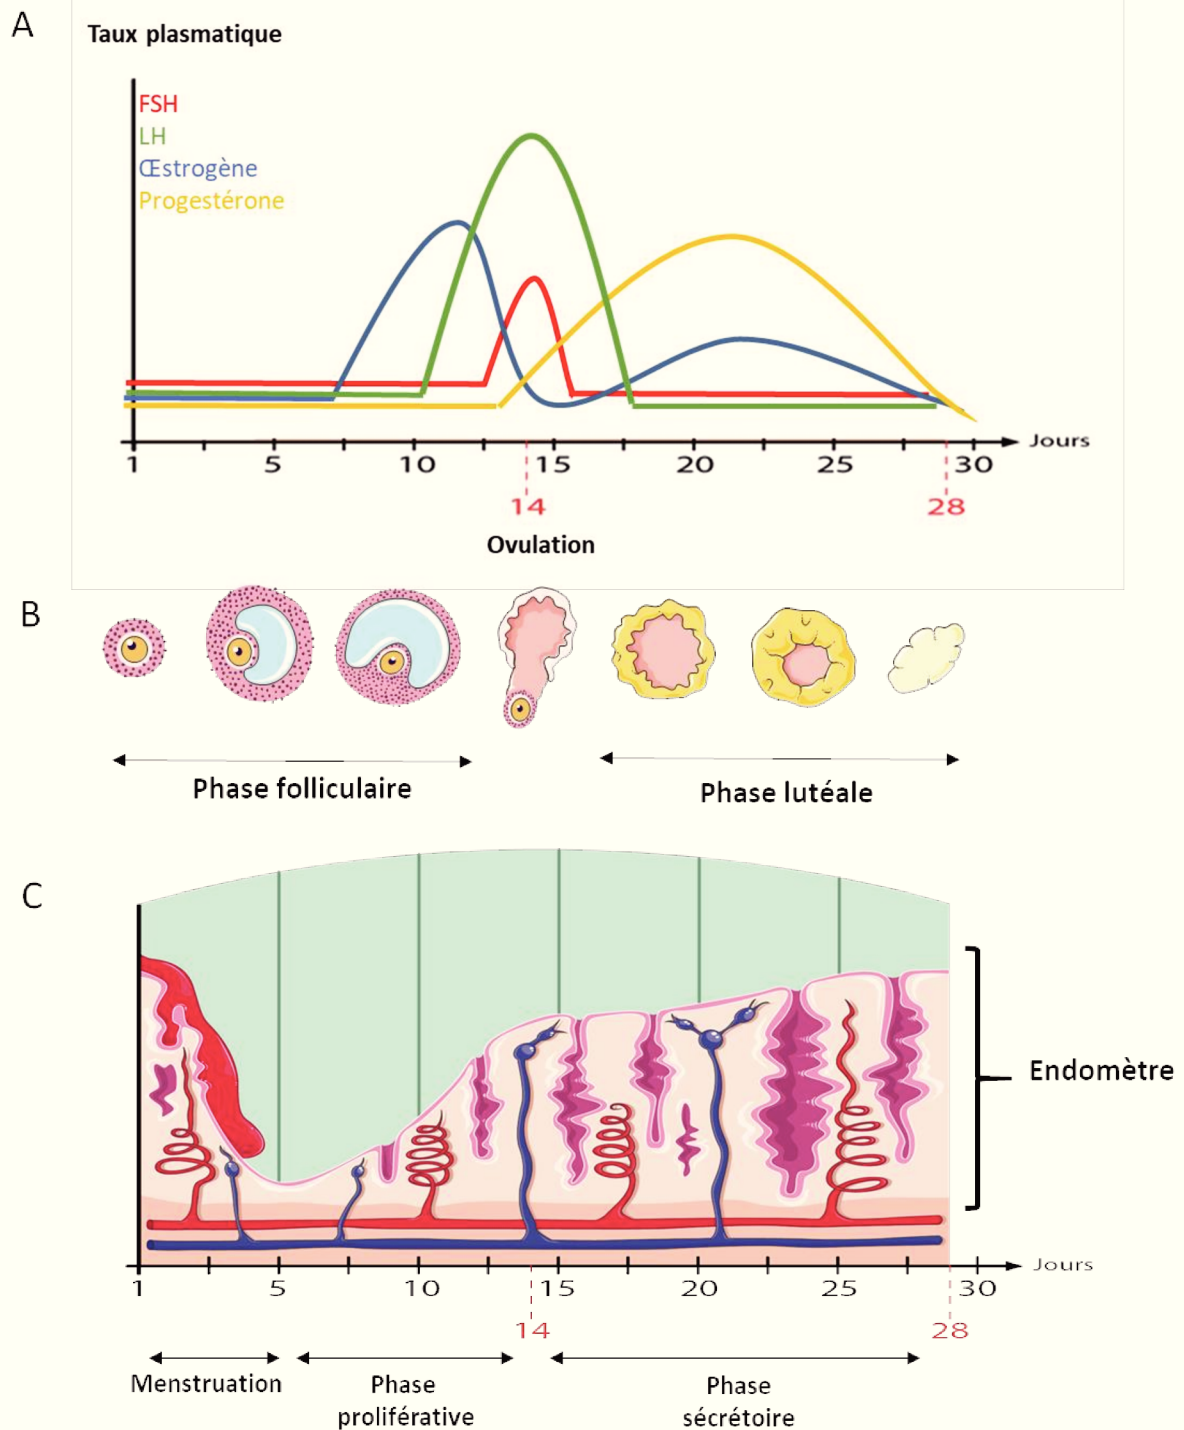 A
Taux plasmatique
FSH
LH
Œstrogène
Progestérone
Jours
1 5 10 15 20 25 30
14 28
Ovulation
B
Phase folliculaire
Phase lutéale
C
Endomètre
Jours
1 5 10 15 20 25 30
14 28
Menstruation
Phase
proliférative
Phase
sécrétoire